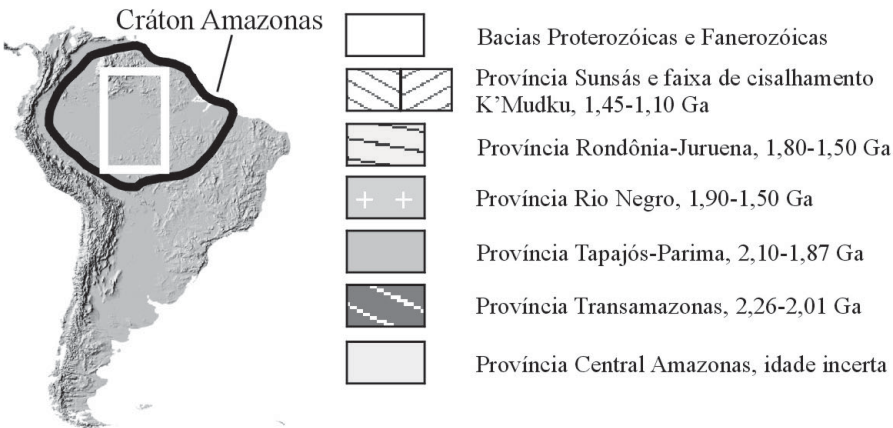 Cráton Amazonas
Bacias Proterozóicas e Fanerozóicas
Província Sunsás e faixa de cisalhamento
K'Mudku, 1,45-1,10 Ga
Província Rondônia-Juruena, 1,80-1,50 Ga
Província Rio Negro, 1,90-1,50 Ga
Província Tapajós-Parima, 2,10-1,87 Ga
Província Transamazonas, 2,26-2,01 Ga
Província Central Amazonas, idade incerta